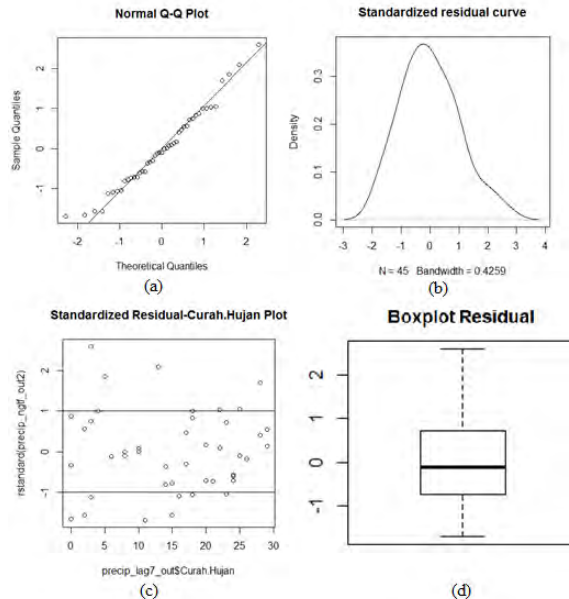 Normal Q-Q Plot
Sample Quantiles
2
1
0
-1
-2
-1
0
1
2
Theoretical Quantiles
(a)
Standardized residual curve
Density
0.3
0.2
0.1
0.0
-3
-2
-1
0
1
2
3
4
N = 45 Bandwidth = 0.4259
(b)
Standardized Residual-Curah.Hujan Plot
rstandard(precip_ngtf_out2)
2
1
0
-1
0
5
10
15
20
25
30
precip_lag7_out$Curah.Hujan
(c)
Boxplot Residual
2
1
0
-1
(d)